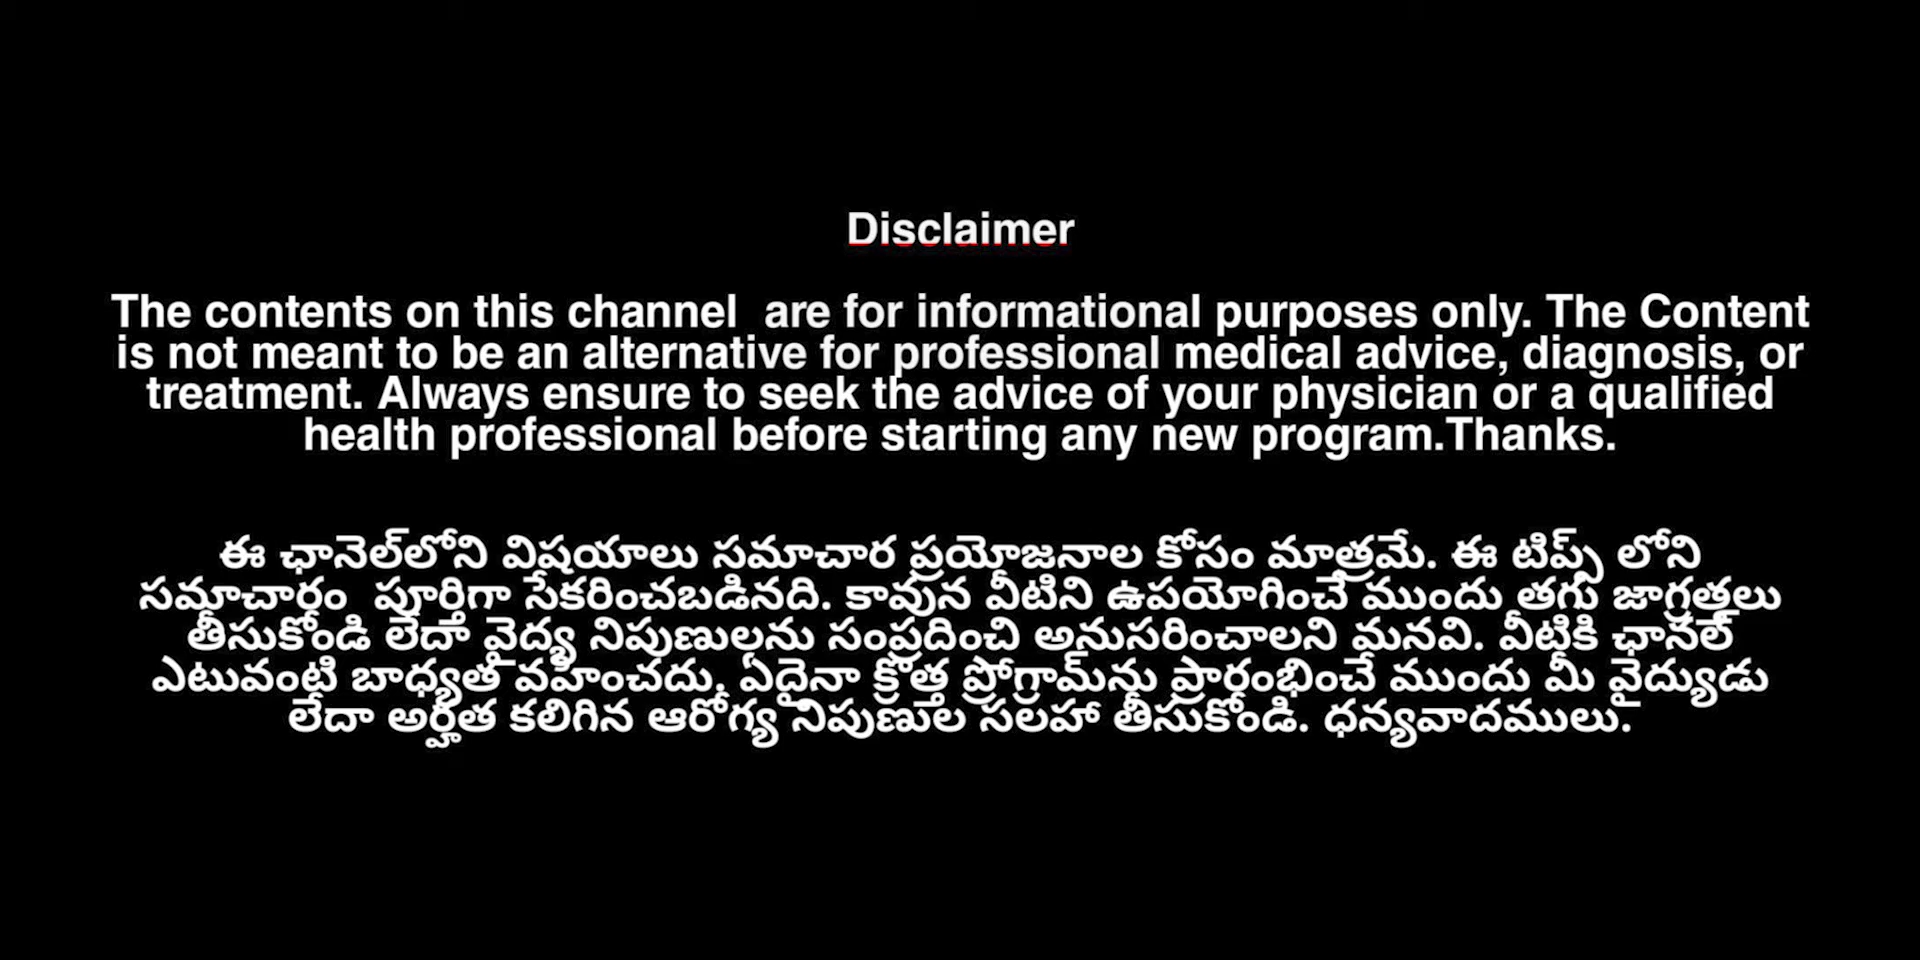 Disclaimer
The contents on this channel  are for informational purposes only. The Content
is not meant to be an alternative for professional medical advice, diagnosis, or
treatment. Always ensure to seek the advice of your physician or a qualified
health professional before starting any new program.Thanks.
ఈ ఛానెల్‌లోని విషయాలు సమాచార ప్రయోజనాల కోసం మాత్రమే. ఈ టిప్స్ లోని
సమాచారం  పూర్తిగా సేకరించబడినది. కావున వీటిని ఉపయోగించే ముందు తగు జాగ్రత్తలు
తీసుకోండి లేదా వైద్య నిపుణులను సంప్రదించి అనుసరించాలని మనవి. వీటికి ఛానల్
ఎటువంటి బాధ్యత వహించదు. ఏదైనా క్రొత్త ప్రోగ్రామ్‌ను ప్రారంభించే ముందు మీ వైద్యుడు
లేదా అర్హత కలిగిన ఆరోగ్య నిపుణుల సలహా తీసుకోండి. ధన్యవాదములు.